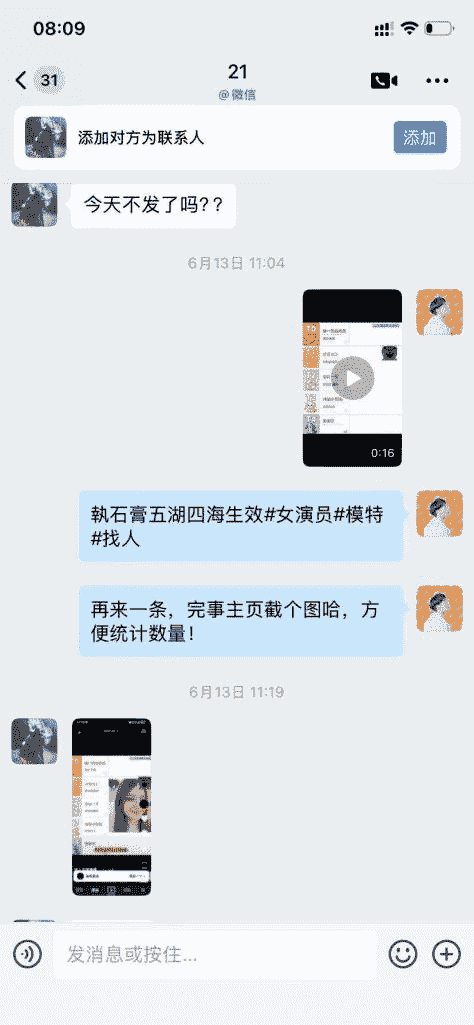 08:09
31
21
@微信
添加对方为联系人
添加
今天不发了吗??
6月13日 11:04
0:16
執石膏五湖四海生效#女演员#模特
#找人
再来一条，完事主页截个图哈，方
便统计数量！
6月13日 11:19
发消息或按住...